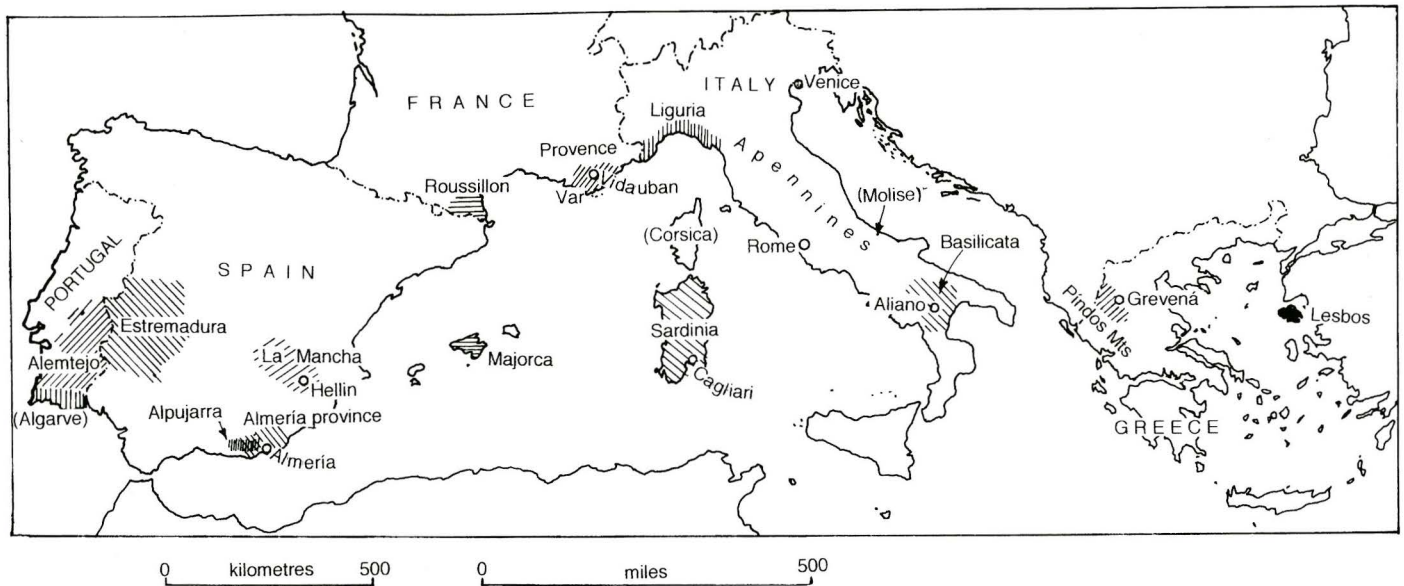 ITALY
Venice
FRANCE
Liguria
Provence
Apennines
Vidauban
Var
Roussillon
(Molise)
(Corsica)
Rome
Basilicata
PORTUGAL
SPAIN
Pindos Mts
Grevená
Aliano
Lesbos
Estremadura
Sardinia
La Mancha
Majorca
Alemtejo
Hellin
Cagliari
(Algarve)
Alpujarra
Almería province
GREECE
Almería
0 kilometres 500
0 miles 500